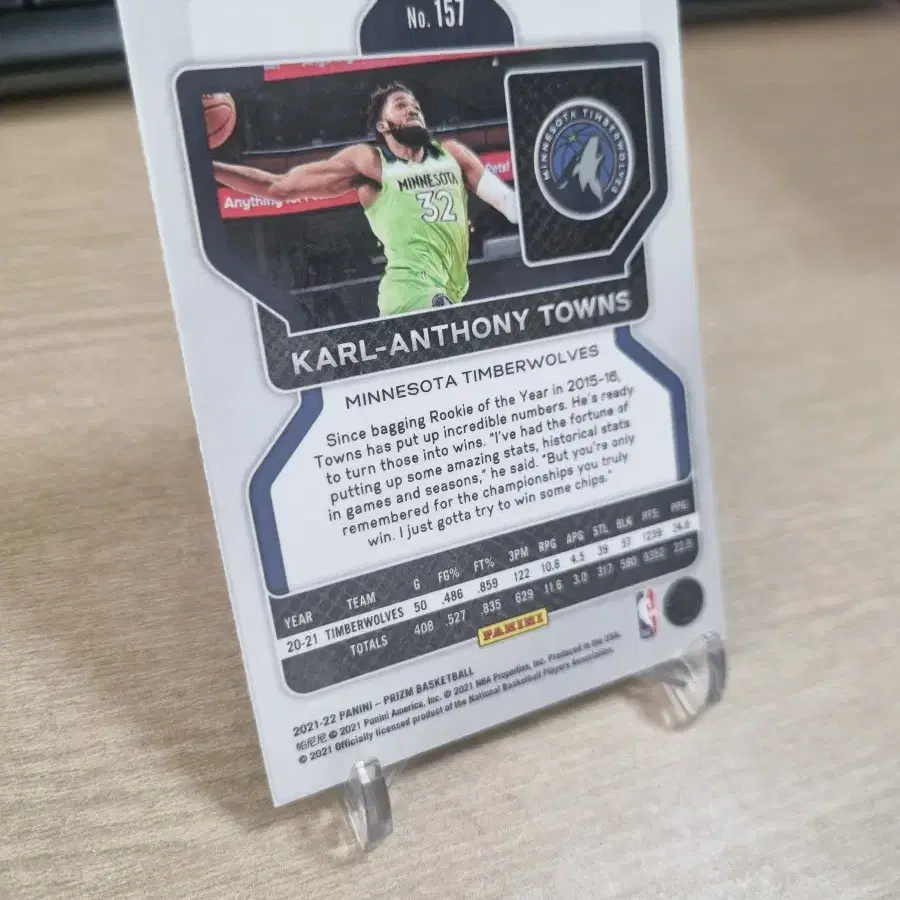 No. 157
Anything
Pets!
MINNESOTA
32
MINNESOTA TIMBERWOLVES
KARL-ANTHONY TOWNS
MINNESOTA TIMBERWOLVES
Since bagging Rookie of the Year in 2015-16,
Towns has put up incredible numbers. He's ready
to turn those into wins. "I've had the fortune of
putting up some amazing stats, historical stats
in games and seasons," he said. "But you're only
remembered for the championships you truly
win. I just gotta try to win some chips."
YEAR TEAM G FG% FT% 3PM RPG APG STL BLK PTS PPG
20-21 TIMBERWOLVES 50 .486 .859 122 10.6 4.5 39 57 1239 24.8
TOTALS 408 .527 .835 629 11.6 3.0 317 580 9352 22.9
PANINI
2021-22 PANINI – PRIZM BASKETBALL
帕尼尼 © 2021 Panini America, Inc. © 2021 NBA Properties, Inc. Produced in the USA.
© 2021 Officially licensed product of the National Basketball Players Association.